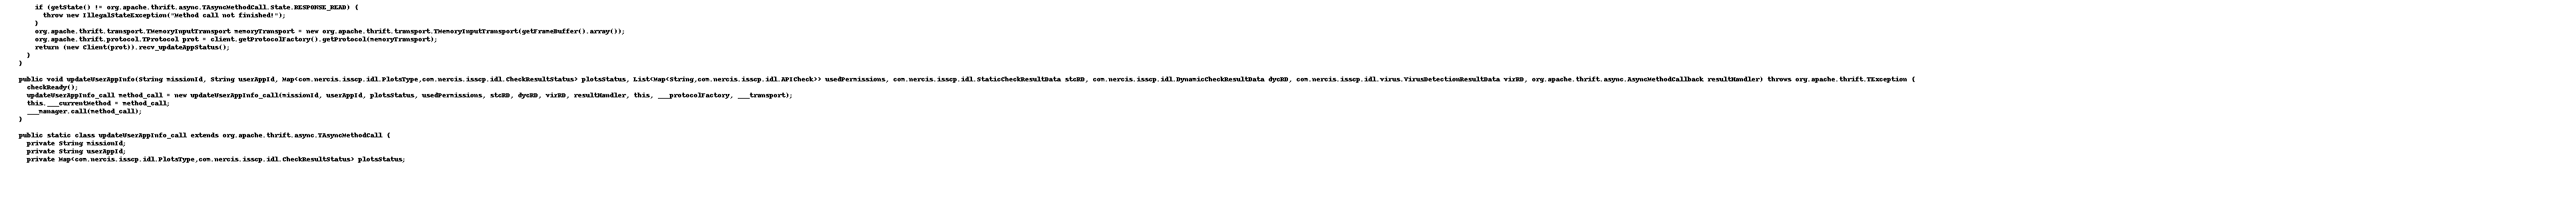 if (getState() != org.apache.thrift.async.TAsyncMethodCall.State.RESPONSE_READ) {
throw new IllegalStateException("Method call not finished!");
}
org.apache.thrift.transport.TMemoryInputTransport memoryTransport = new org.apache.thrift.transport.TMemoryInputTransport(getFrameBuffer().array());
org.apache.thrift.protocol.TProtocol prot = client.getProtocolFactory().getProtocol(memoryTransport);
return (new Client(prot)).recv_updateAppStatus();
}
}
public void updateUserAppInfo(String missionId, String userAppId, Map<com.nercis.isscp.idl.PlotsType,com.nercis.isscp.idl.CheckResultStatus> plotsStatus, List<Map<String,com.nercis.isscp.idl.APICheck>> usedPermissions, com.nercis.isscp.idl.StaticCheckResultData stcRD, com.nercis.isscp.idl.DynamicCheckResultData dycRD, com.nercis.isscp.idl.virus.VirusDetectionResultData virRD, org.apache.thrift.async.AsyncMethodCallback resultHandler) throws org.apache.thrift.TException {
checkReady();
updateUserAppInfo_call method_call = new updateUserAppInfo_call(missionId, userAppId, plotsStatus, usedPermissions, stcRD, dycRD, virRD, resultHandler, this, ___protocolFactory, ___transport);
this.___currentMethod = method_call;
___manager.call(method_call);
}
public static class updateUserAppInfo_call extends org.apache.thrift.async.TAsyncMethodCall {
private String missionId;
private String userAppId;
private Map<com.nercis.isscp.idl.PlotsType,com.nercis.isscp.idl.CheckResultStatus> plotsStatus;